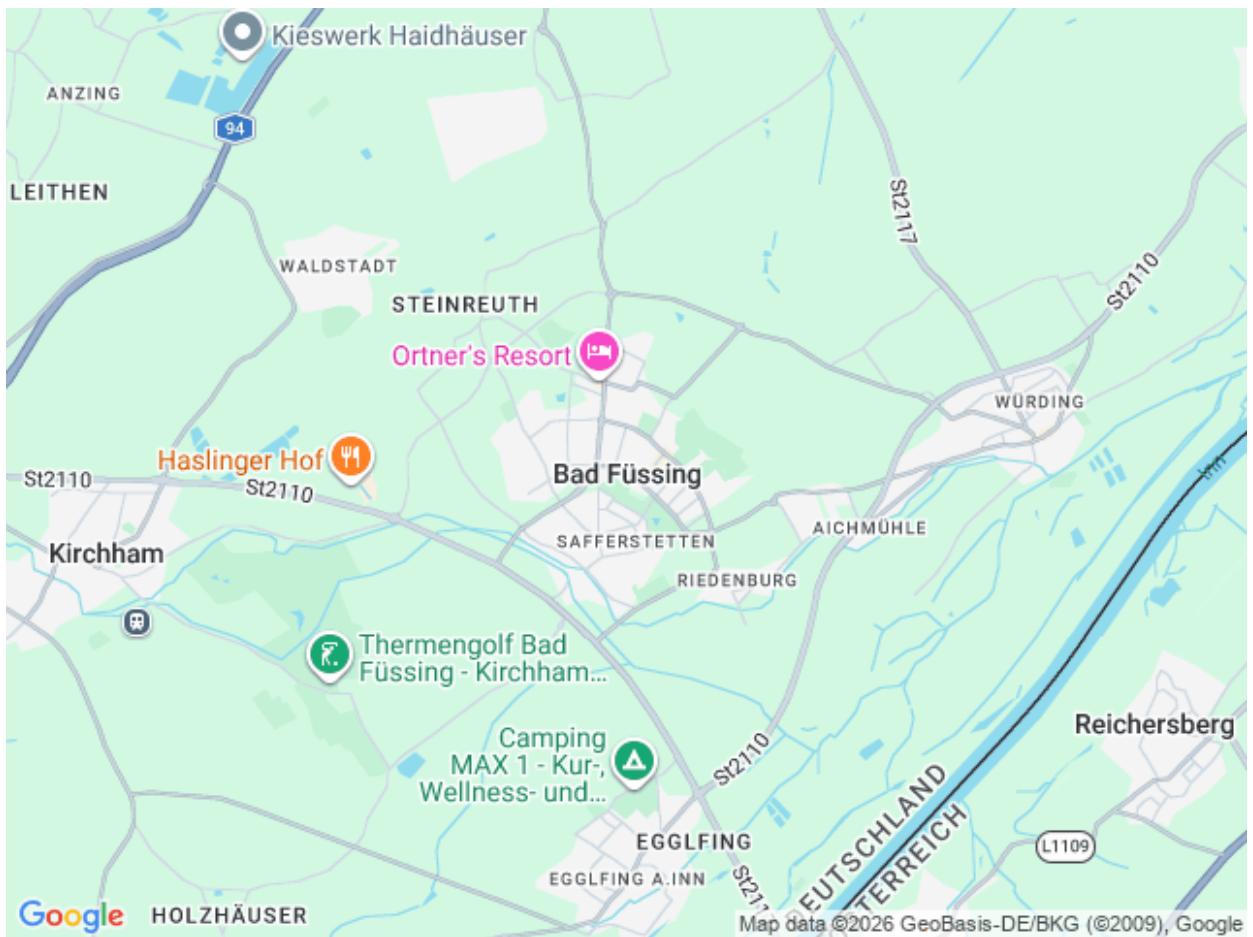 Kieswerk Haidhäuser
ANZING
94
LEITHEN
St2117
WALDSTADT
St2110
STEINREUTH
Ortner's Resort
WÜRDING
Haslinger Hof
St2110
St2110
Bad Füssing
Inn
Kirchham
SAFFERSTETTEN
AICHMÜHLE
RIEDENBURG
Thermengolf Bad
Füssing - Kirchham...
Reichersberg
Camping
MAX 1 - Kur-,
Wellness- und...
St2110
EGGLFING
L1109
DEUTSCHLAND
ÖSTERREICH
EGGLFING A.INN
Google
HOLZHÄUSER
Map data ©2026 GeoBasis-DE/BKG (©2009), Google